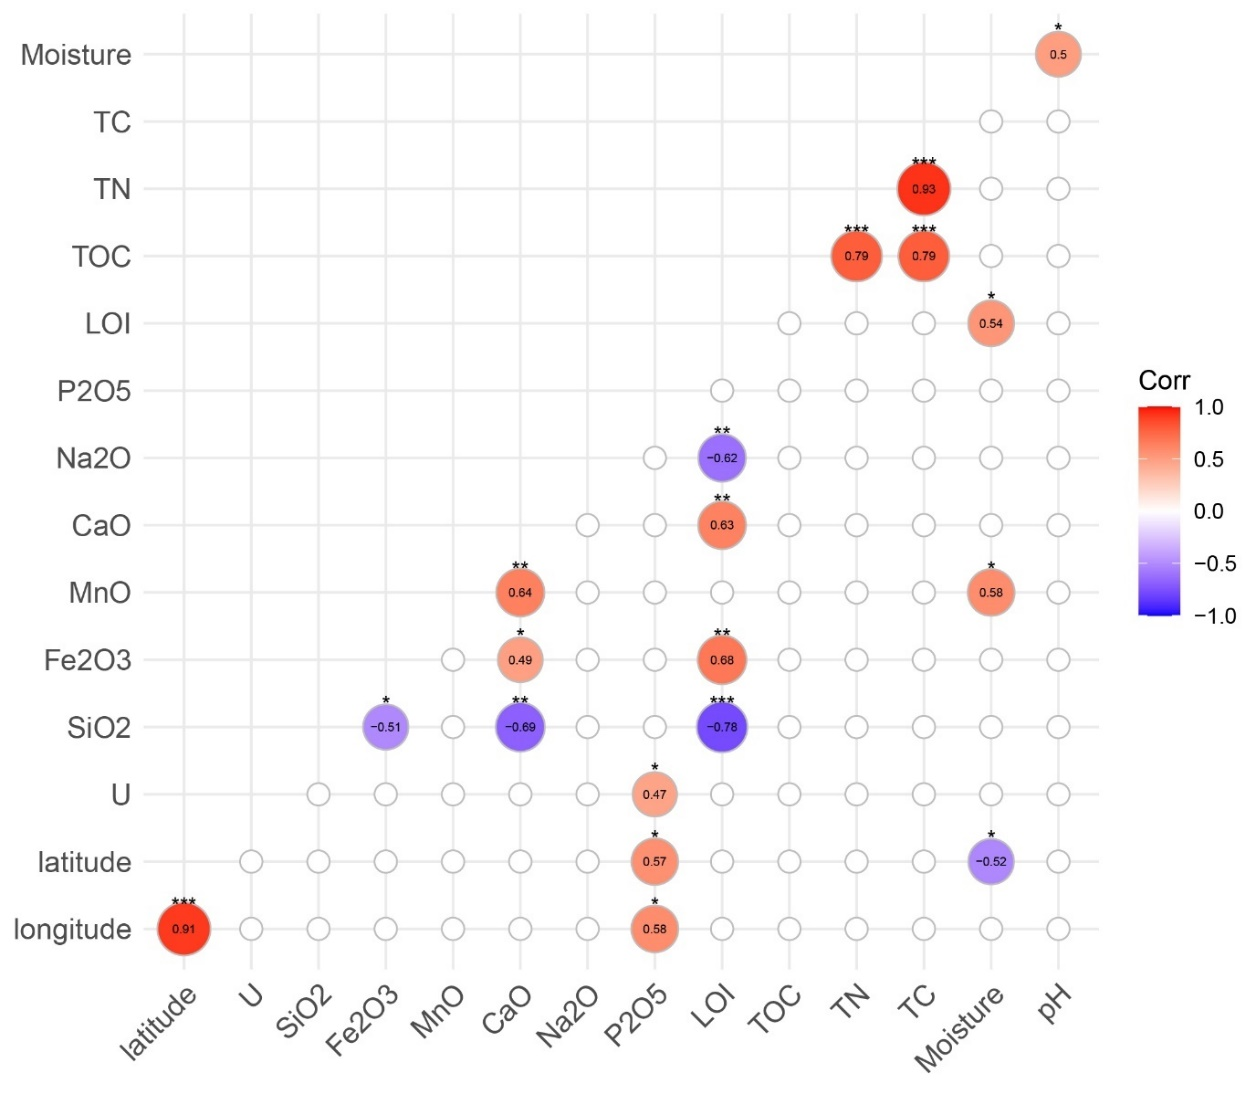 *
Moisture 0.5
TC
***
TN 0.93
*** ***
TOC 0.79 0.79
*
LOI 0.54
P2O5
Corr
**
Na2O −0.62
**
CaO 0.63
** *
MnO 0.64 0.58
* **
Fe2O3 0.49 0.68
* ** ***
SiO2 −0.51 −0.69 −0.78
*
U 0.47
* *
latitude 0.57 −0.52
*** *
longitude 0.91 0.58
1.0
0.5
0.0
−0.5
−1.0
latitude U SiO2 Fe2O3 MnO CaO Na2O P2O5 LOI TOC TN TC Moisture pH